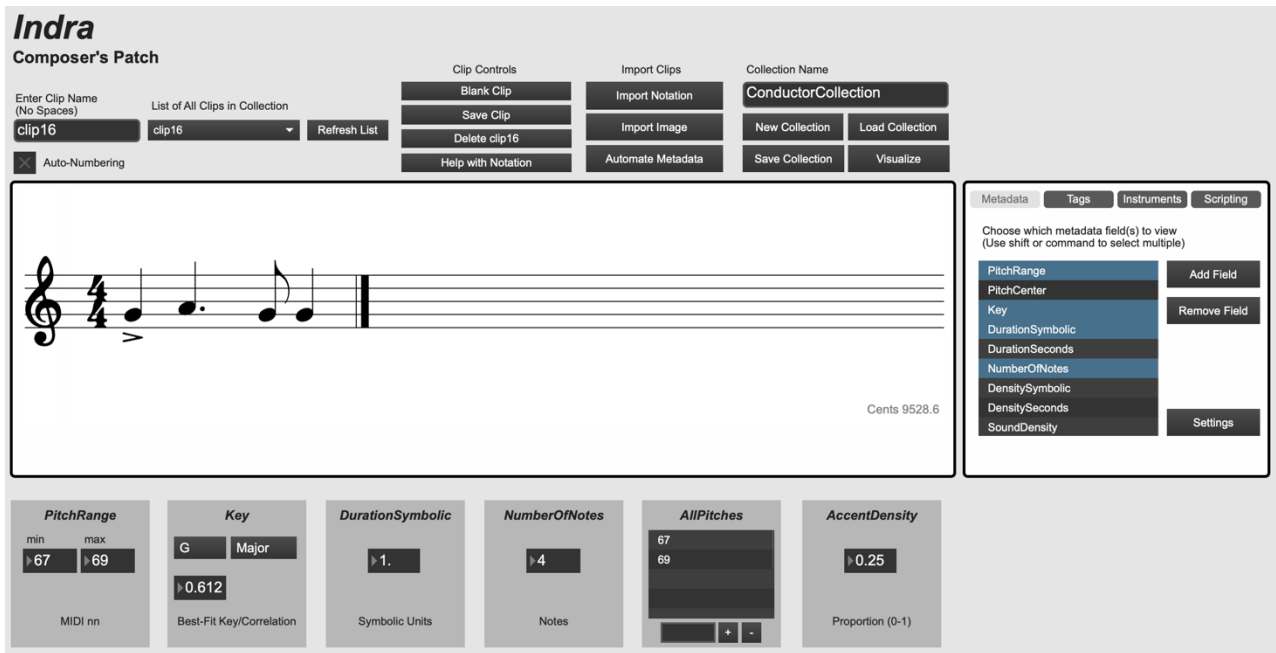 Indra
Composer's Patch
Enter Clip Name
(No Spaces)
clip16
Auto-Numbering
List of All Clips in Collection
clip16
Refresh List
Clip Controls
Blank Clip
Save Clip
Delete clip16
Help with Notation
Import Clips
Import Notation
Import Image
Automate Metadata
Collection Name
ConductorCollection
New Collection
Load Collection
Save Collection
Visualize
4
4
Cents 9528.6
Metadata
Tags
Instruments
Scripting
Choose which metadata field(s) to view
(Use shift or command to select multiple)
PitchRange
PitchCenter
Key
DurationSymbolic
DurationSeconds
NumberOfNotes
DensitySymbolic
DensitySeconds
SoundDensity
Add Field
Remove Field
Settings
PitchRange
min max
67 69
MIDI nn
Key
G Major
0.612
Best-Fit Key/Correlation
DurationSymbolic
1.
Symbolic Units
NumberOfNotes
4
Notes
AllPitches
67
69
+ -
AccentDensity
0.25
Proportion (0-1)